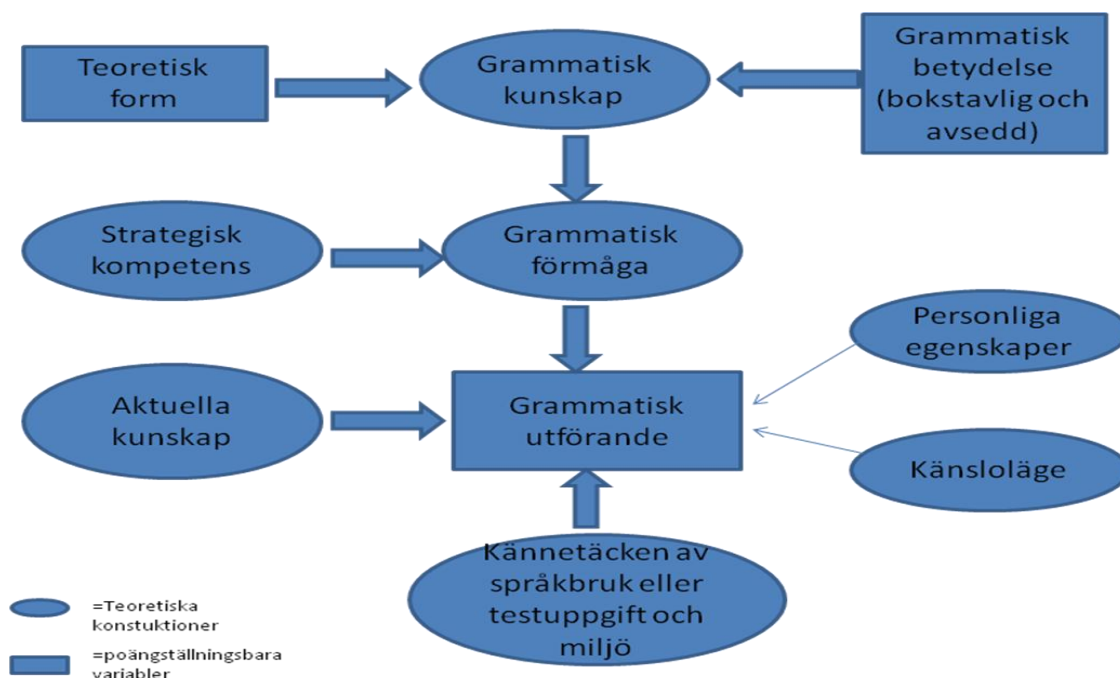 Teoretisk
form
Grammatisk
kunskap
Grammatisk
betydelse
(bokstavlig och
avsedd)
Strategisk
kompetens
Grammatisk
förmåga
Personliga
egenskaper
Aktuella
kunskap
Grammatisk
utförande
Känsloläge
Kännetäcken av
språkbruk eller
testuppgift och
miljö
=Teoretiska
konstuktioner
=poängställningsbara
variabler